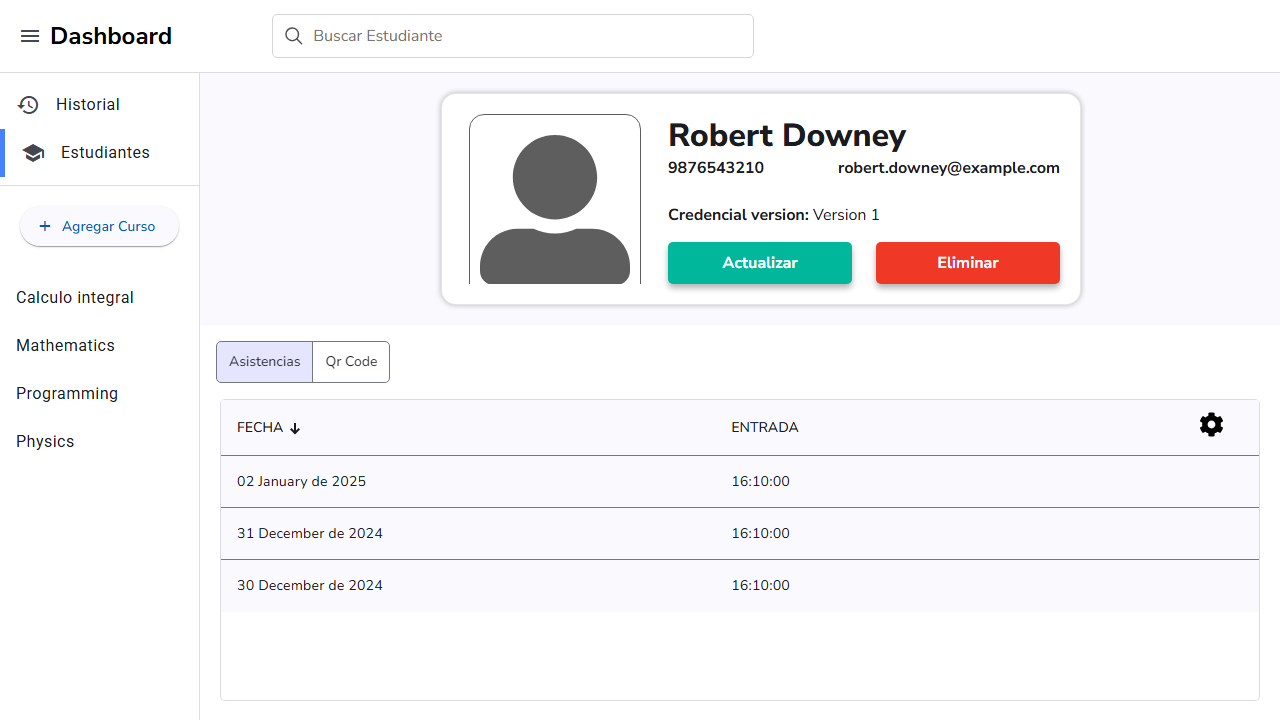 Dashboard
Buscar Estudiante
Historial
Estudiantes
Agregar Curso
Calculo integral
Mathematics
Programming
Physics
Robert Downey
9876543210 robert.downey@example.com
Credencial version: Version 1
Actualizar Eliminar
Asistencias Qr Code
FECHA ENTRADA
02 January de 2025 16:10:00
31 December de 2024 16:10:00
30 December de 2024 16:10:00